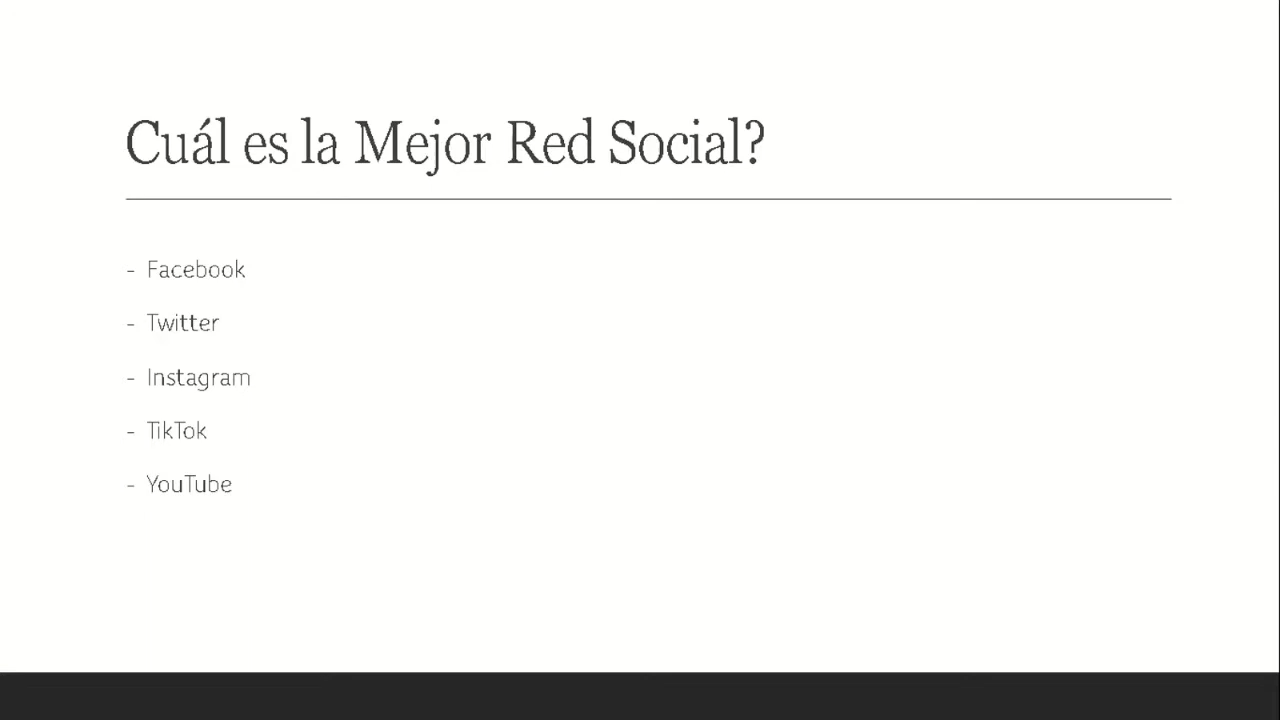 Cuál es la Mejor Red Social?
- Facebook
- Twitter
- Instagram
- TikTok
- YouTube